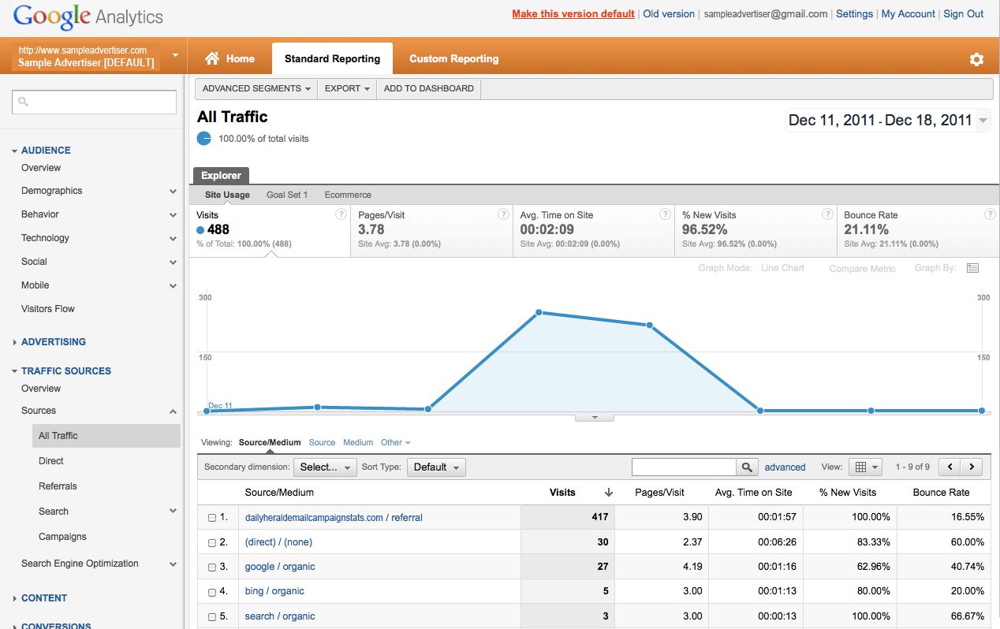 Google Analytics
Make this version default | Old version | sampleadvertiser@gmail.com | Settings | My Account | Sign Out
http://www.sampleadvertiser.com
Sample Advertiser [DEFAULT]
Home
Standard Reporting
Custom Reporting
AUDIENCE
Overview
Demographics
Behavior
Technology
Social
Mobile
Visitors Flow
ADVERTISING
TRAFFIC SOURCES
Overview
Sources
All Traffic
Direct
Referrals
Search
Campaigns
Search Engine Optimization
CONTENT
CONVERSIONS
ADVANCED SEGMENTS EXPORT ADD TO DASHBOARD
All Traffic
Dec 11, 2011 - Dec 18, 2011
100.00% of total visits
Explorer
Site Usage Goal Set 1 Ecommerce
Visits ?
488
% of Total: 100.00% (488)
Pages/Visit ?
3.78
Site Avg: 3.78 (0.00%)
Avg. Time on Site ?
00:02:09
Site Avg: 00:02:09 (0.00%)
% New Visits ?
96.52%
Site Avg: 96.52% (0.00%)
Bounce Rate ?
21.11%
Site Avg: 21.11% (0.00%)
Graph Mode: Line Chart Compare Metric Graph By:
300 300
150 150
Dec 11
Viewing: Source/Medium Source Medium Other
Secondary dimension: Select... Sort Type: Default advanced View: 1 - 9 of 9
Source/Medium Visits Pages/Visit Avg. Time on Site % New Visits Bounce Rate
1. dailyheraldemailcampaignstats.com / referral 417 3.90 00:01:57 100.00% 16.55%
2. (direct) / (none) 30 2.37 00:06:26 83.33% 60.00%
3. google / organic 27 4.19 00:01:16 62.96% 40.74%
4. bing / organic 5 3.00 00:01:13 80.00% 20.00%
5. search / organic 3 3.00 00:00:13 100.00% 66.67%